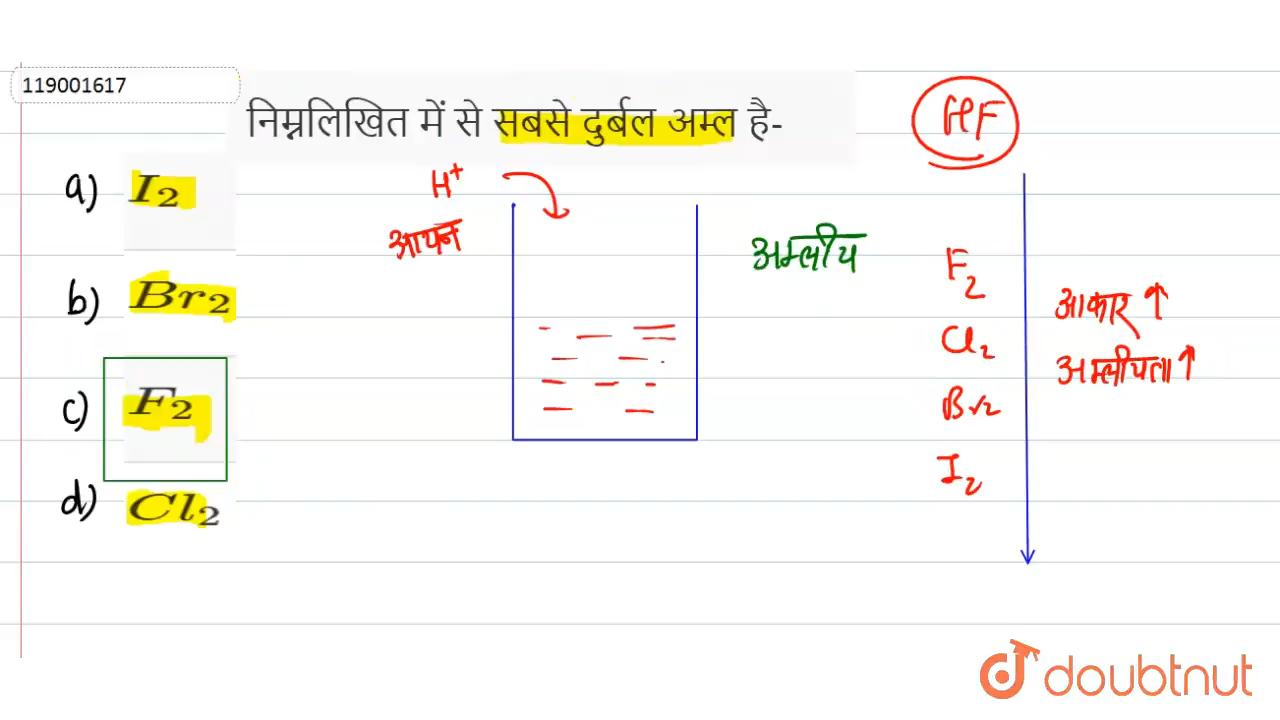 119001617
निम्नलिखित में से सबसे दुर्बल अम्ल है-
a) I₂
b) Br₂
c) F₂
d) Cl₂
H⁺
आयन
अम्लीय
HF
F₂
Cl₂
Br₂
I₂
आकार ↑
अम्लीयता ↑
doubtnut